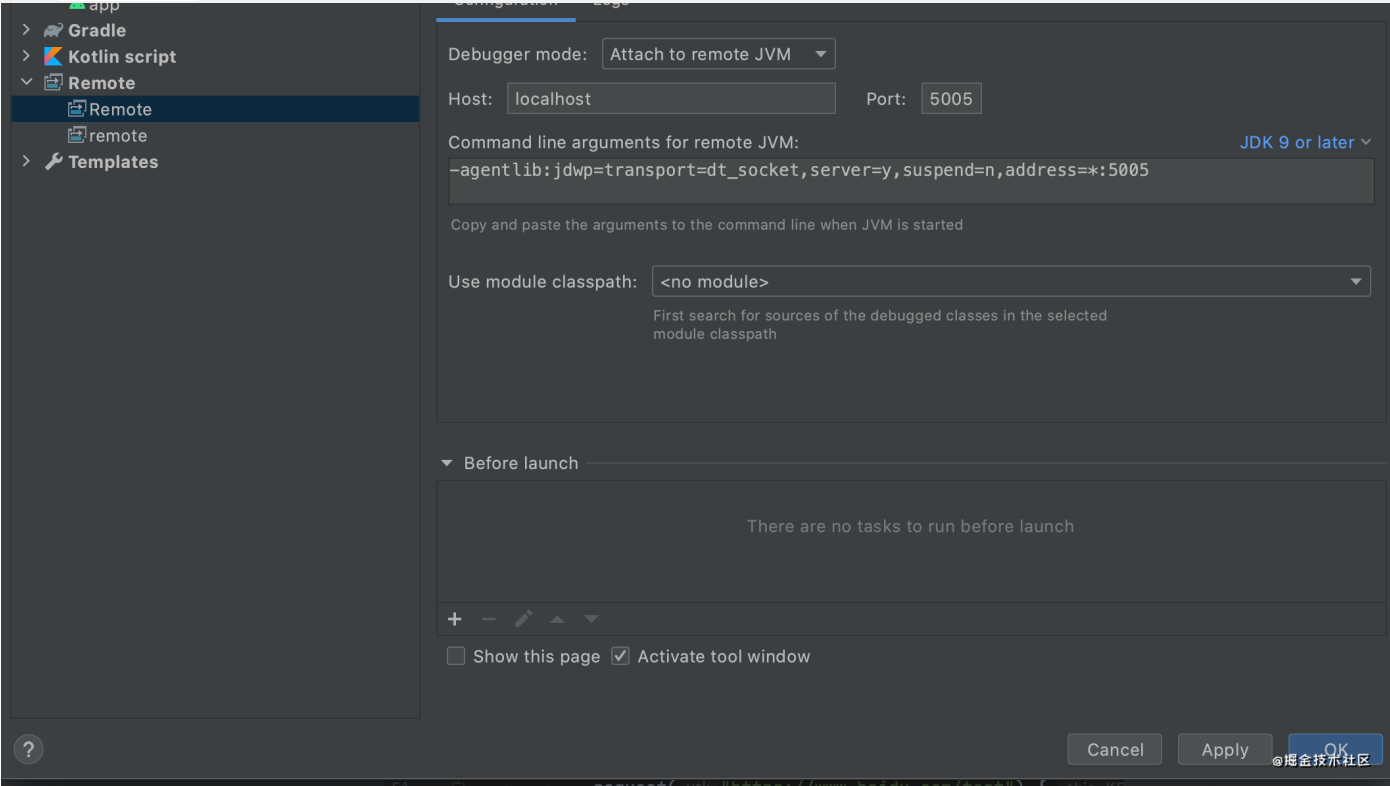 app
Gradle
Kotlin script
Remote
Remote
remote
Templates
Configuration Logs
Debugger mode: Attach to remote JVM
Host: localhost Port: 5005
Command line arguments for remote JVM: JDK 9 or later
-agentlib:jdwp=transport=dt_socket,server=y,suspend=n,address=*:5005
Copy and paste the arguments to the command line when JVM is started
Use module classpath: <no module>
First search for sources of the debugged classes in the selected
module classpath
Before launch
There are no tasks to run before launch
Show this page Activate tool window
?
Cancel Apply OK
@掘金技术社区